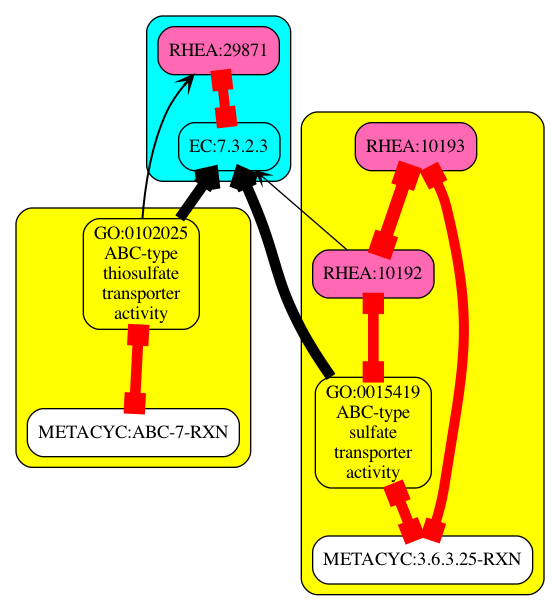 RHEA:29871
EC:7.3.2.3
RHEA:10193
GO:0102025
ABC-type
thiosulfate
transporter
activity
RHEA:10192
GO:0015419
ABC-type
sulfate
transporter
activity
METACYC:ABC-7-RXN
METACYC:3.6.3.25-RXN